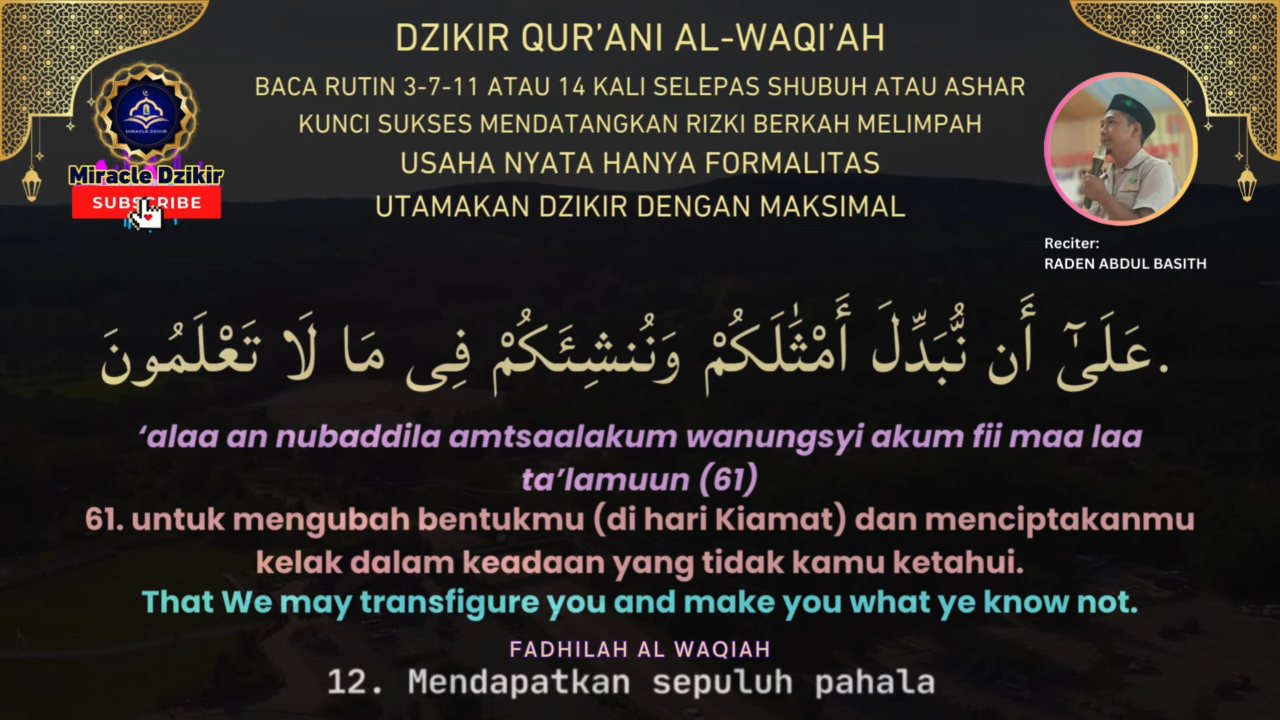 DZIKIR QUR'ANI AL-WAQI'AH
BACA RUTIN 3-7-11 ATAU 14 KALI SELEPAS SHUBUH ATAU ASHAR
KUNCI SUKSES MENDATANGKAN RIZKI BERKAH MELIMPAH
USAHA NYATA HANYA FORMALITAS
UTAMAKAN DZIKIR DENGAN MAKSIMAL
MIRACLE DZIKIR
Miracle Dzikir
SUBSCRIBE
Reciter:
RADEN ABDUL BASITH
عَلَىٰٓ أَن نُّبَدِّلَ أَمْثَٰلَكُمْ وَنُنشِئَكُمْ فِى مَا لَا تَعْلَمُونَ.
‘alaa an nubaddila amtsaalakum wanungsyi akum fii maa laa
ta’lamuun (61)
61. untuk mengubah bentukmu (di hari Kiamat) dan menciptakanmu
kelak dalam keadaan yang tidak kamu ketahui.
That We may transfigure you and make you what ye know not.
FADHILAH AL WAQIAH
12. Mendapatkan sepuluh pahala